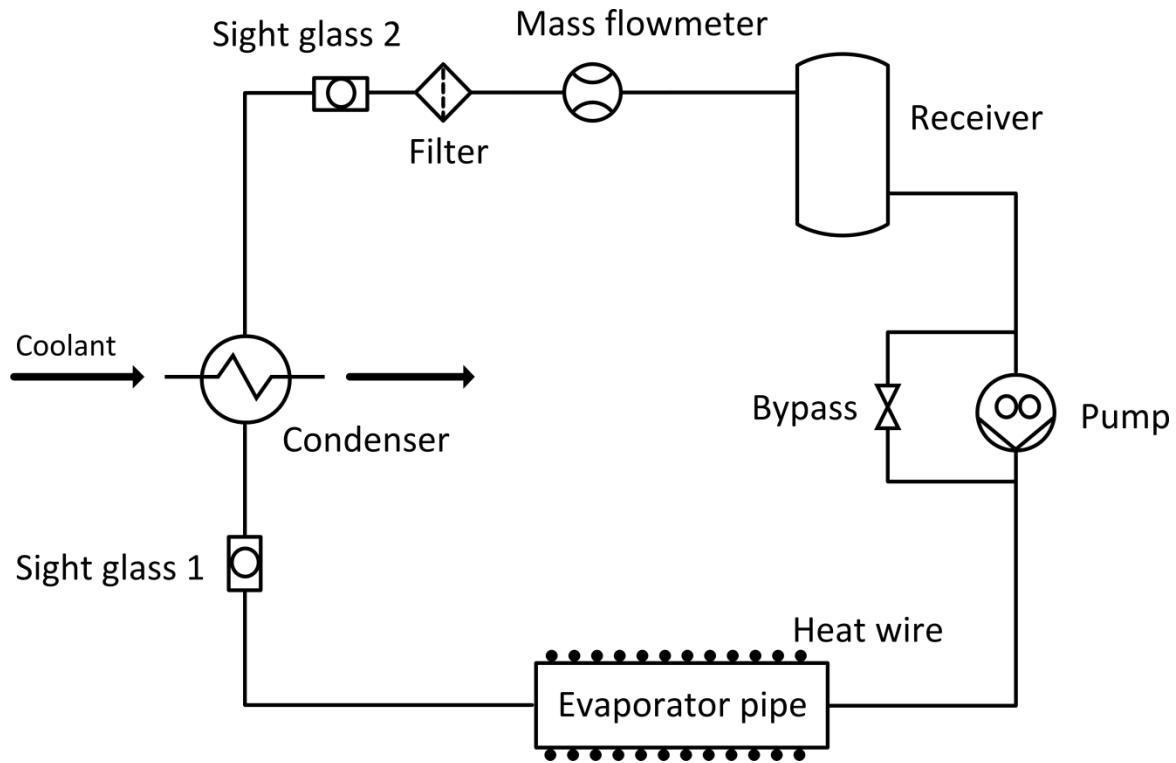 Sight glass 2
Mass flowmeter
Filter
Receiver
Coolant
Condenser
Bypass
Pump
Sight glass 1
Heat wire
Evaporator pipe